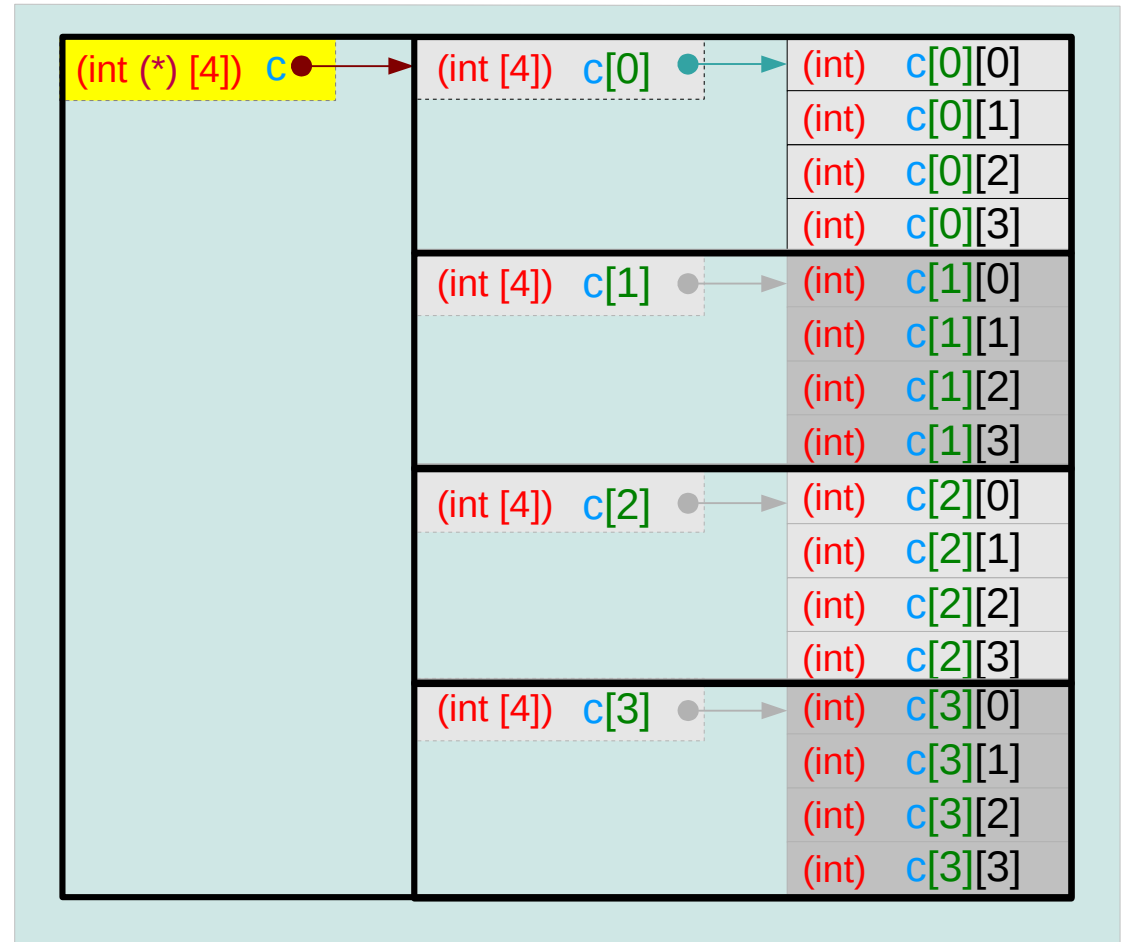 (int (*) [4]) c (int [4]) c[0] (int) c[0][0]
(int) c[0][1]
(int) c[0][2]
(int) c[0][3]
(int [4]) c[1] (int) c[1][0]
(int) c[1][1]
(int) c[1][2]
(int) c[1][3]
(int [4]) c[2] (int) c[2][0]
(int) c[2][1]
(int) c[2][2]
(int) c[2][3]
(int [4]) c[3] (int) c[3][0]
(int) c[3][1]
(int) c[3][2]
(int) c[3][3]